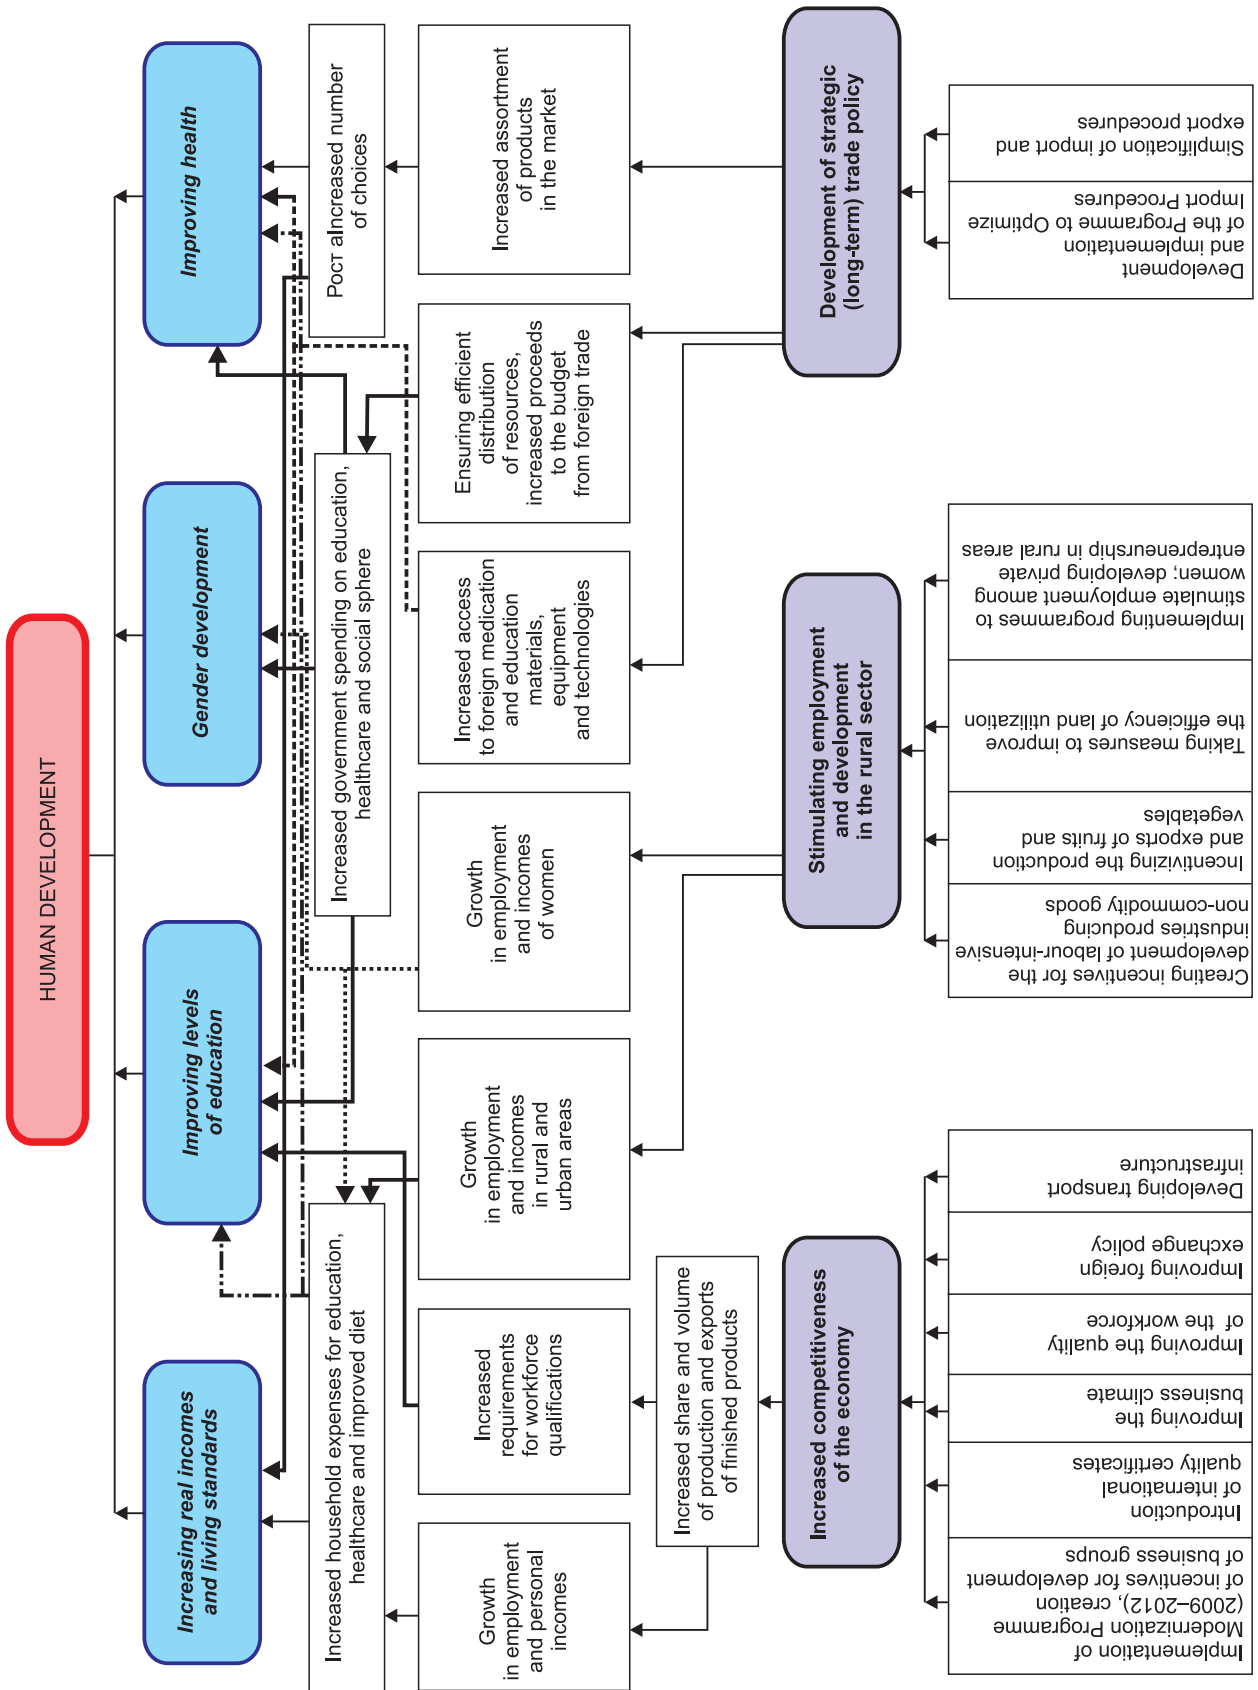 HUMAN DEVELOPMENT
Increasing real incomes
and living standards
Improving levels
of education
Gender development
Improving health
Increased household expenses for education,
healthcare and improved diet
Increased government spending on education,
healthcare and social sphere
Рост aIncreased number
of choices
Growth
in employment
and personal
incomes
Increased
requirements
for workforce
qualifications
Growth
in employment
and incomes
in rural and
urban areas
Growth
in employment
and incomes
of women
Increased access
to foreign medication
and education
materials,
equipment
and technologies
Ensuring efficient
distribution
of resources,
increased proceeds
to the budget
from foreign trade
Increased assortment
of products
in the market
Increased share and volume
of production and exports
of finished products
Increased competitiveness
of the economy
Stimulating employment
and development
in the rural sector
Development of strategic
(long-term) trade policy
Implementation of
Modernization Programme
(2009–2012), creation
of incentives for development
of business groups
Introduction
of international
quality certificates
Improving the
business climate
Improving the quality
of the workforce
Improving foreign
exchange policy
Developing transport
infrastructure
Creating incentives for the
development of labour-intensive
industries producing
non-commodity goods
Incentivizing the production
and exports of fruits and
vegetables
Taking measures to improve
the efficiency of land utilization
Implementing programmes to
stimulate employment among
women; developing private
entrepreneurship in rural areas
Development
and implementation
of the Programme to Optimize
Import Procedures
Simplification of import and
export procedures